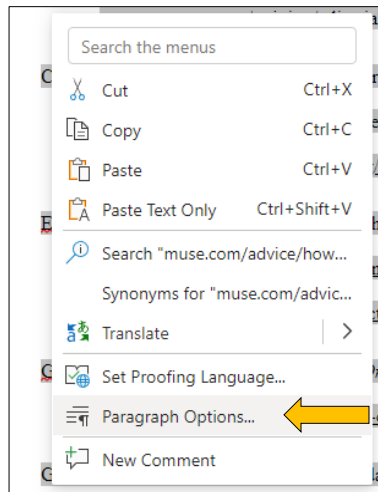 Search the menus
Cut Ctrl+X
Copy Ctrl+C
Paste Ctrl+V
Paste Text Only Ctrl+Shift+V
Search "muse.com/advice/how...
Synonyms for "muse.com/advic...
Translate
Set Proofing Language...
Paragraph Options...
New Comment